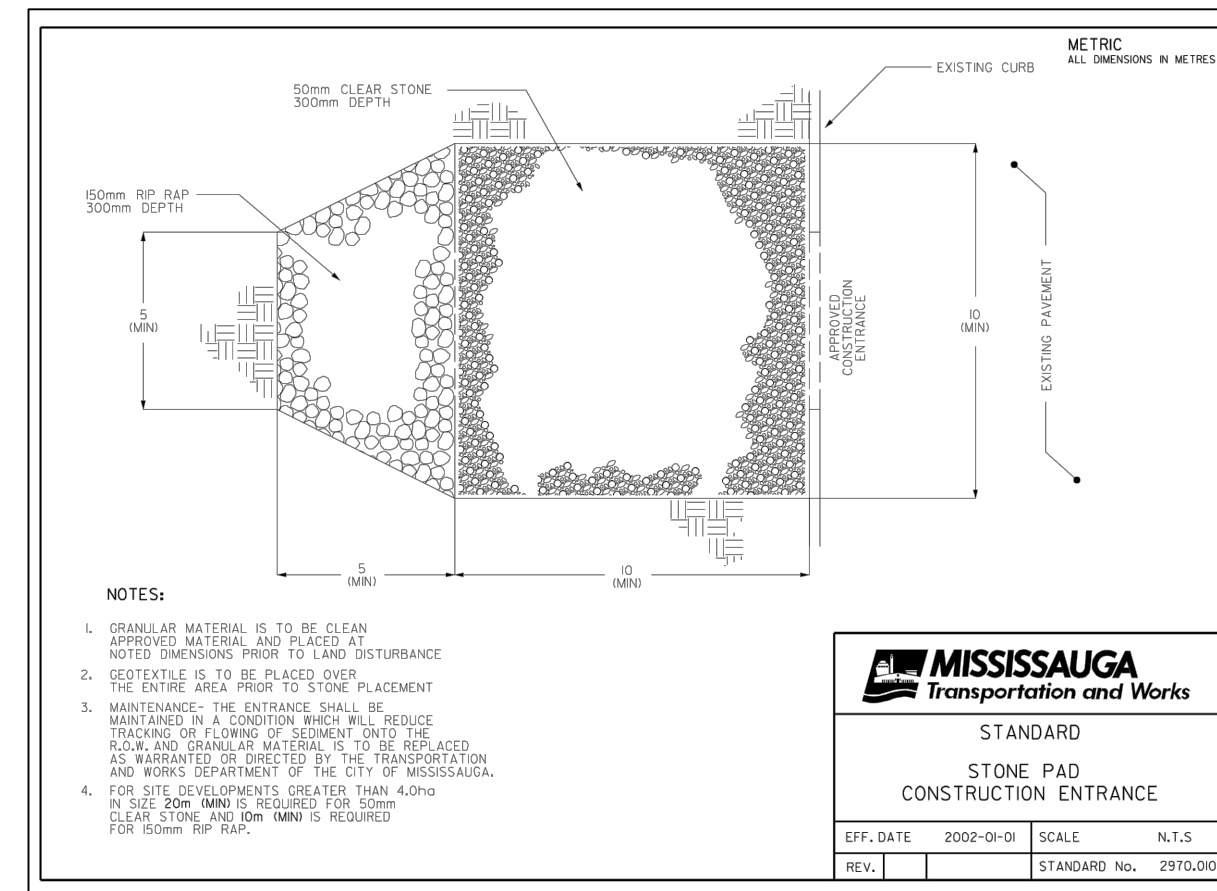 METRIC
ALL DIMENSIONS IN METRES
EXISTING CURB
50mm CLEAR STONE
300mm DEPTH
150mm RIP RAP
300mm DEPTH
5
(MIN)
APPROVED
CONSTRUCTION
ENTRANCE
10
(MIN)
EXISTING PAVEMENT
5
(MIN)
10
(MIN)
NOTES:
1. GRANULAR MATERIAL IS TO BE CLEAN
APPROVED MATERIAL AND PLACED AT
NOTED DIMENSIONS PRIOR TO LAND DISTURBANCE
2. GEOTEXTILE IS TO BE PLACED OVER
THE ENTIRE AREA PRIOR TO STONE PLACEMENT
3. MAINTENANCE- THE ENTRANCE SHALL BE
MAINTAINED IN A CONDITION WHICH WILL REDUCE
TRACKING OR FLOWING OF SEDIMENT ONTO THE
R.O.W. AND GRANULAR MATERIAL IS TO BE REPLACED
AS WARRANTED OR DIRECTED BY THE TRANSPORTATION
AND WORKS DEPARTMENT OF THE CITY OF MISSISSAUGA.
4. FOR SITE DEVELOPMENTS GREATER THAN 4.0ha
IN SIZE 20m (MIN) IS REQUIRED FOR 50mm
CLEAR STONE AND 10m (MIN) IS REQUIRED
FOR 150mm RIP RAP.
MISSISSAUGA
Transportation and Works
STANDARD
STONE PAD
CONSTRUCTION ENTRANCE
EFF. DATE 2002-01-01 SCALE N.T.S
REV. STANDARD No. 2970.010